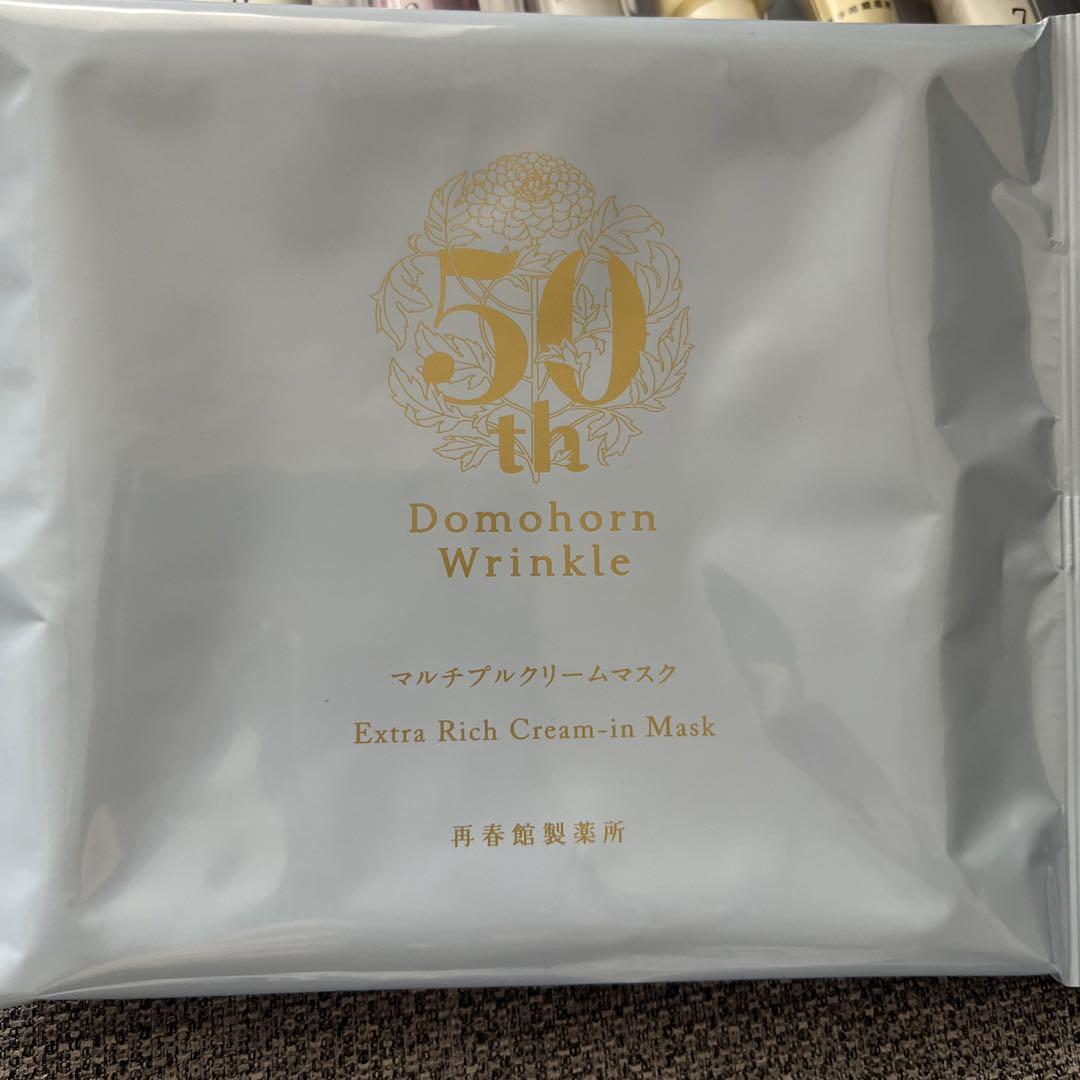 7
50
th
Domohorn
Wrinkle
マルチプルクリームマスク
Extra Rich Cream-in Mask
再春館製薬所